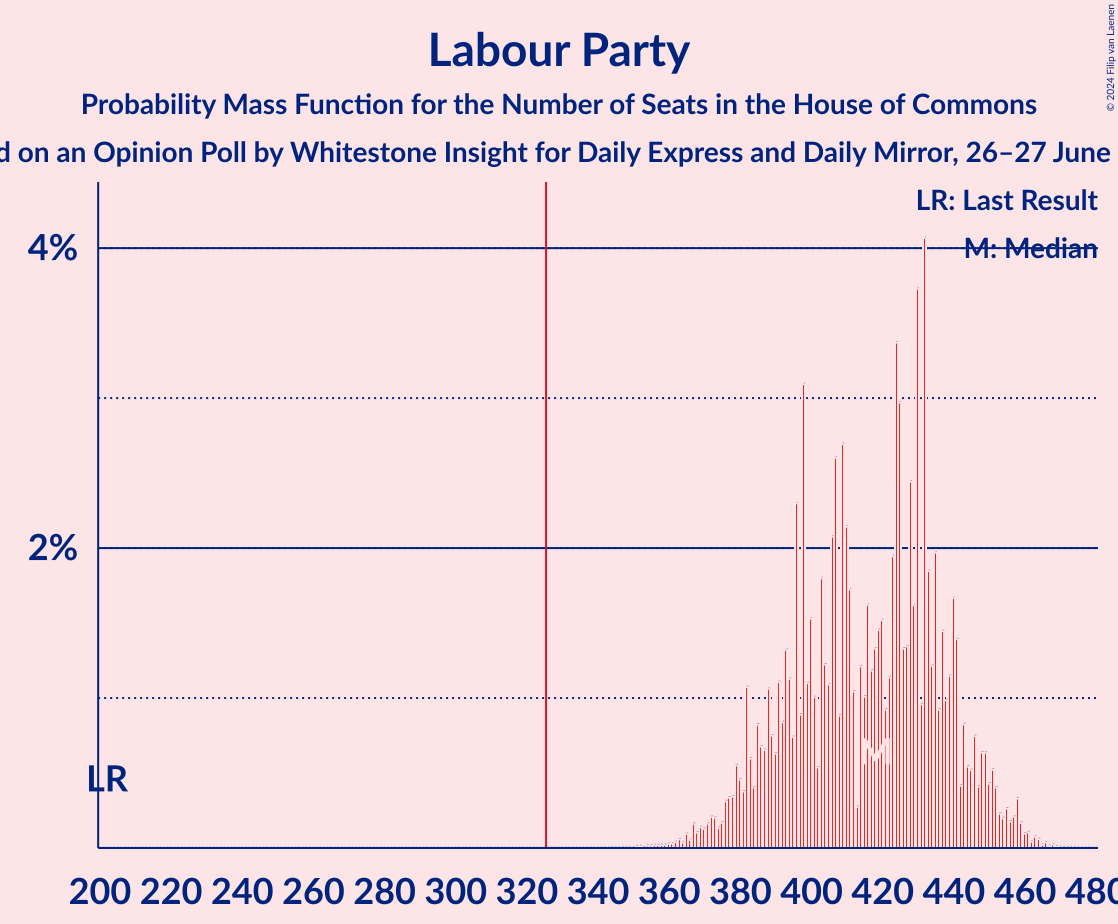 Labour Party
Probability Mass Function for the Number of Seats in the House of Commons
on an Opinion Poll by Whitestone Insight for Daily Express and Daily Mirror, 26–27 June
© 2024 Filip van Laenen
LR: Last Result
M: Median
4%
2%
LR
M
200 220 240 260 280 300 320 340 360 380 400 420 440 460 480